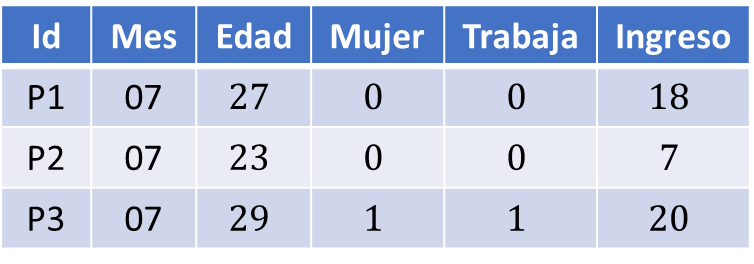 Id Mes Edad Mujer Trabaja Ingreso
P1 07 27 0 0 18
P2 07 23 0 0 7
P3 07 29 1 1 20